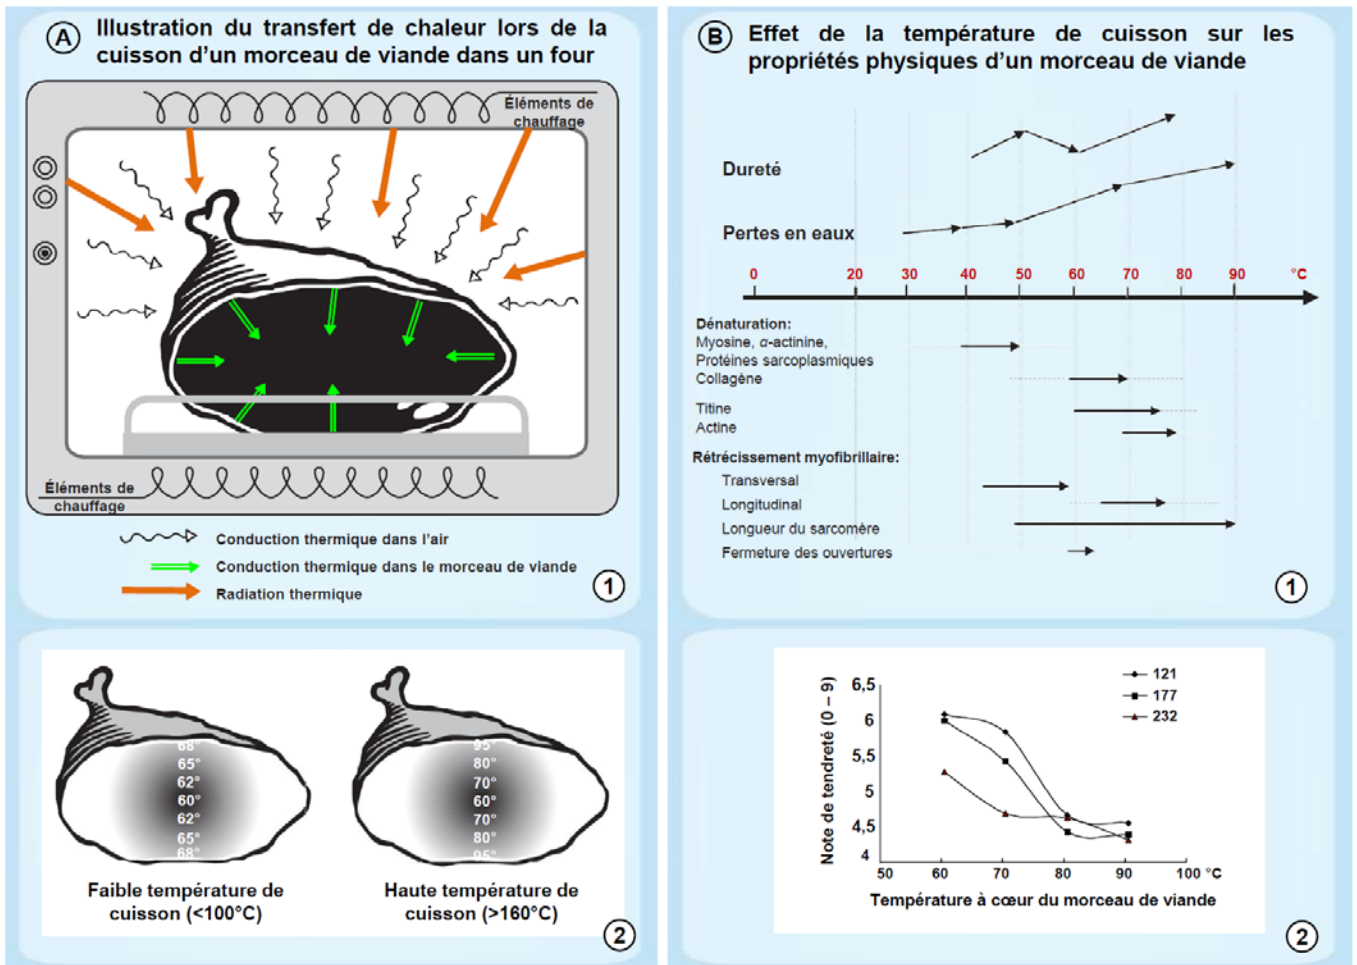 A
Illustration du transfert de chaleur lors de la
cuisson d'un morceau de viande dans un four
Éléments de
chauffage
Éléments de
chauffage
Conduction thermique dans l'air
Conduction thermique dans le morceau de viande
Radiation thermique
1
68°
65°
62°
60°
62°
65°
68°
Faible température de
cuisson (<100°C)
95°
80°
70°
60°
70°
80°
95°
Haute température de
cuisson (>160°C)
2
B
Effet de la température de cuisson sur les
propriétés physiques d'un morceau de viande
Dureté
Pertes en eaux
0 20 30 40 50 60 70 80 90 °C
Dénaturation:
Myosine, α-actinine,
Protéines sarcoplasmiques
Collagène
Titine
Actine
Rétrécissement myofibrillaire:
Transversal
Longitudinal
Longueur du sarcomère
Fermeture des ouvertures
1
Note de tendreté (0 – 9)
6,5
6
5,5
5
4,5
4
50 60 70 80 90 100 °C
121
177
232
Température à cœur du morceau de viande
2